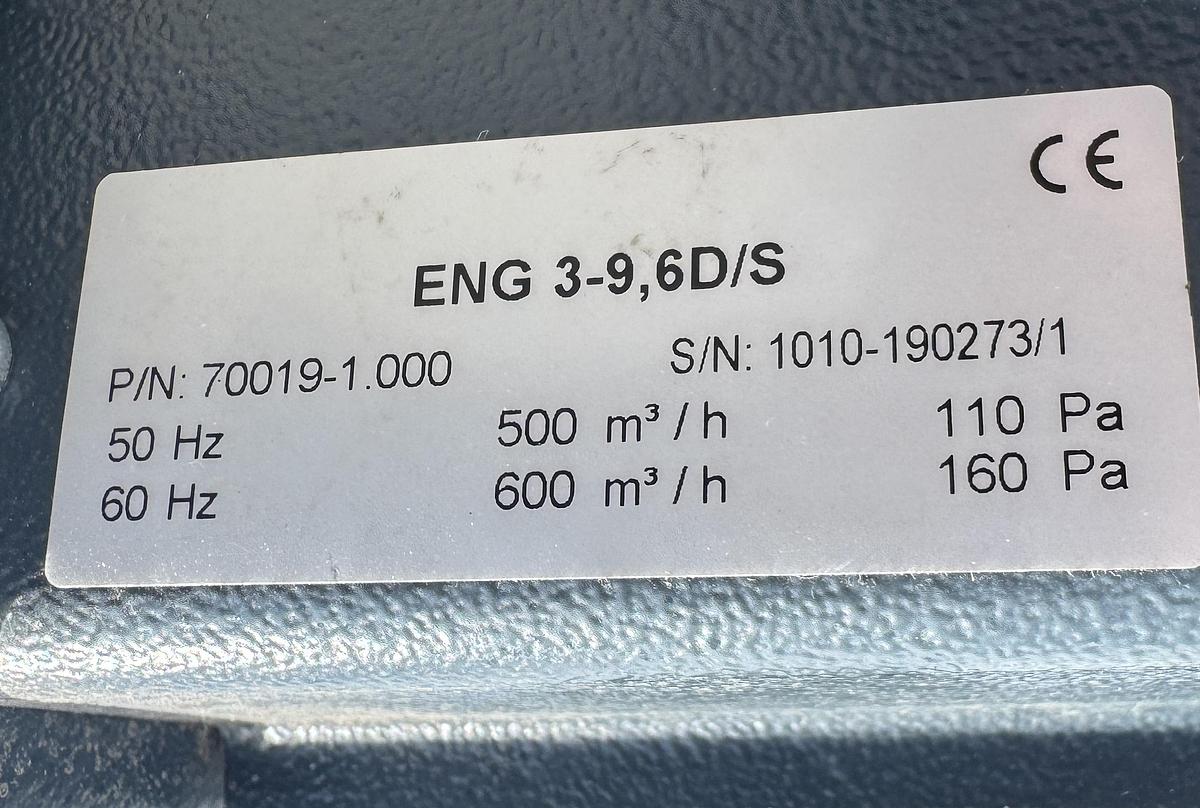 CE
ENG 3-9,6D/S
P/N: 70019-1.000 S/N: 1010-190273/1
50 Hz 500 m³ / h 110 Pa
60 Hz 600 m³ / h 160 Pa